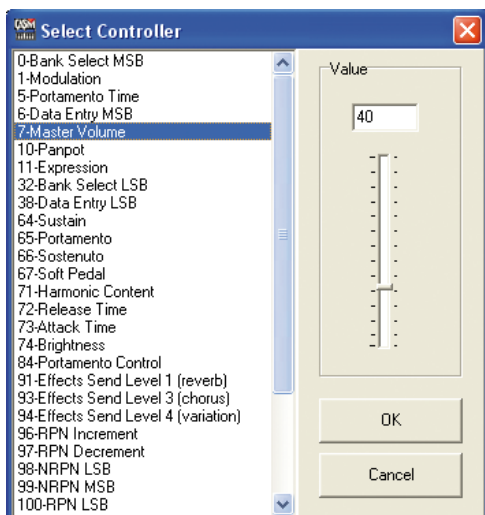 Select Controller
0-Bank Select MSB
1-Modulation
5-Portamento Time
6-Data Entry MSB
7-Master Volume
10-Panpot
11-Expression
32-Bank Select LSB
38-Data Entry LSB
64-Sustain
65-Portamento
66-Sostenuto
67-Soft Pedal
71-Harmonic Content
72-Release Time
73-Attack Time
74-Brightness
84-Portamento Control
91-Effects Send Level 1 (reverb)
93-Effects Send Level 3 (chorus)
94-Effects Send Level 4 (variation)
96-RPN Increment
97-RPN Decrement
98-NRPN LSB
99-NRPN MSB
100-RPN LSB
Value
40
OK
Cancel